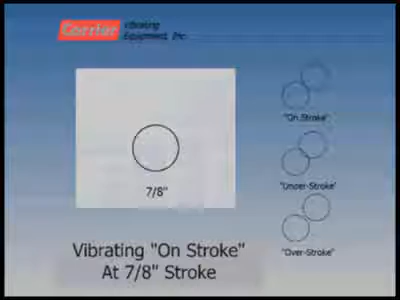 Carrier Vibrating
Equipment, Inc
7/8"
"On Stroke"
"Under-Stroke"
"Over-Stroke"
Vibrating "On Stroke"
At 7/8" Stroke